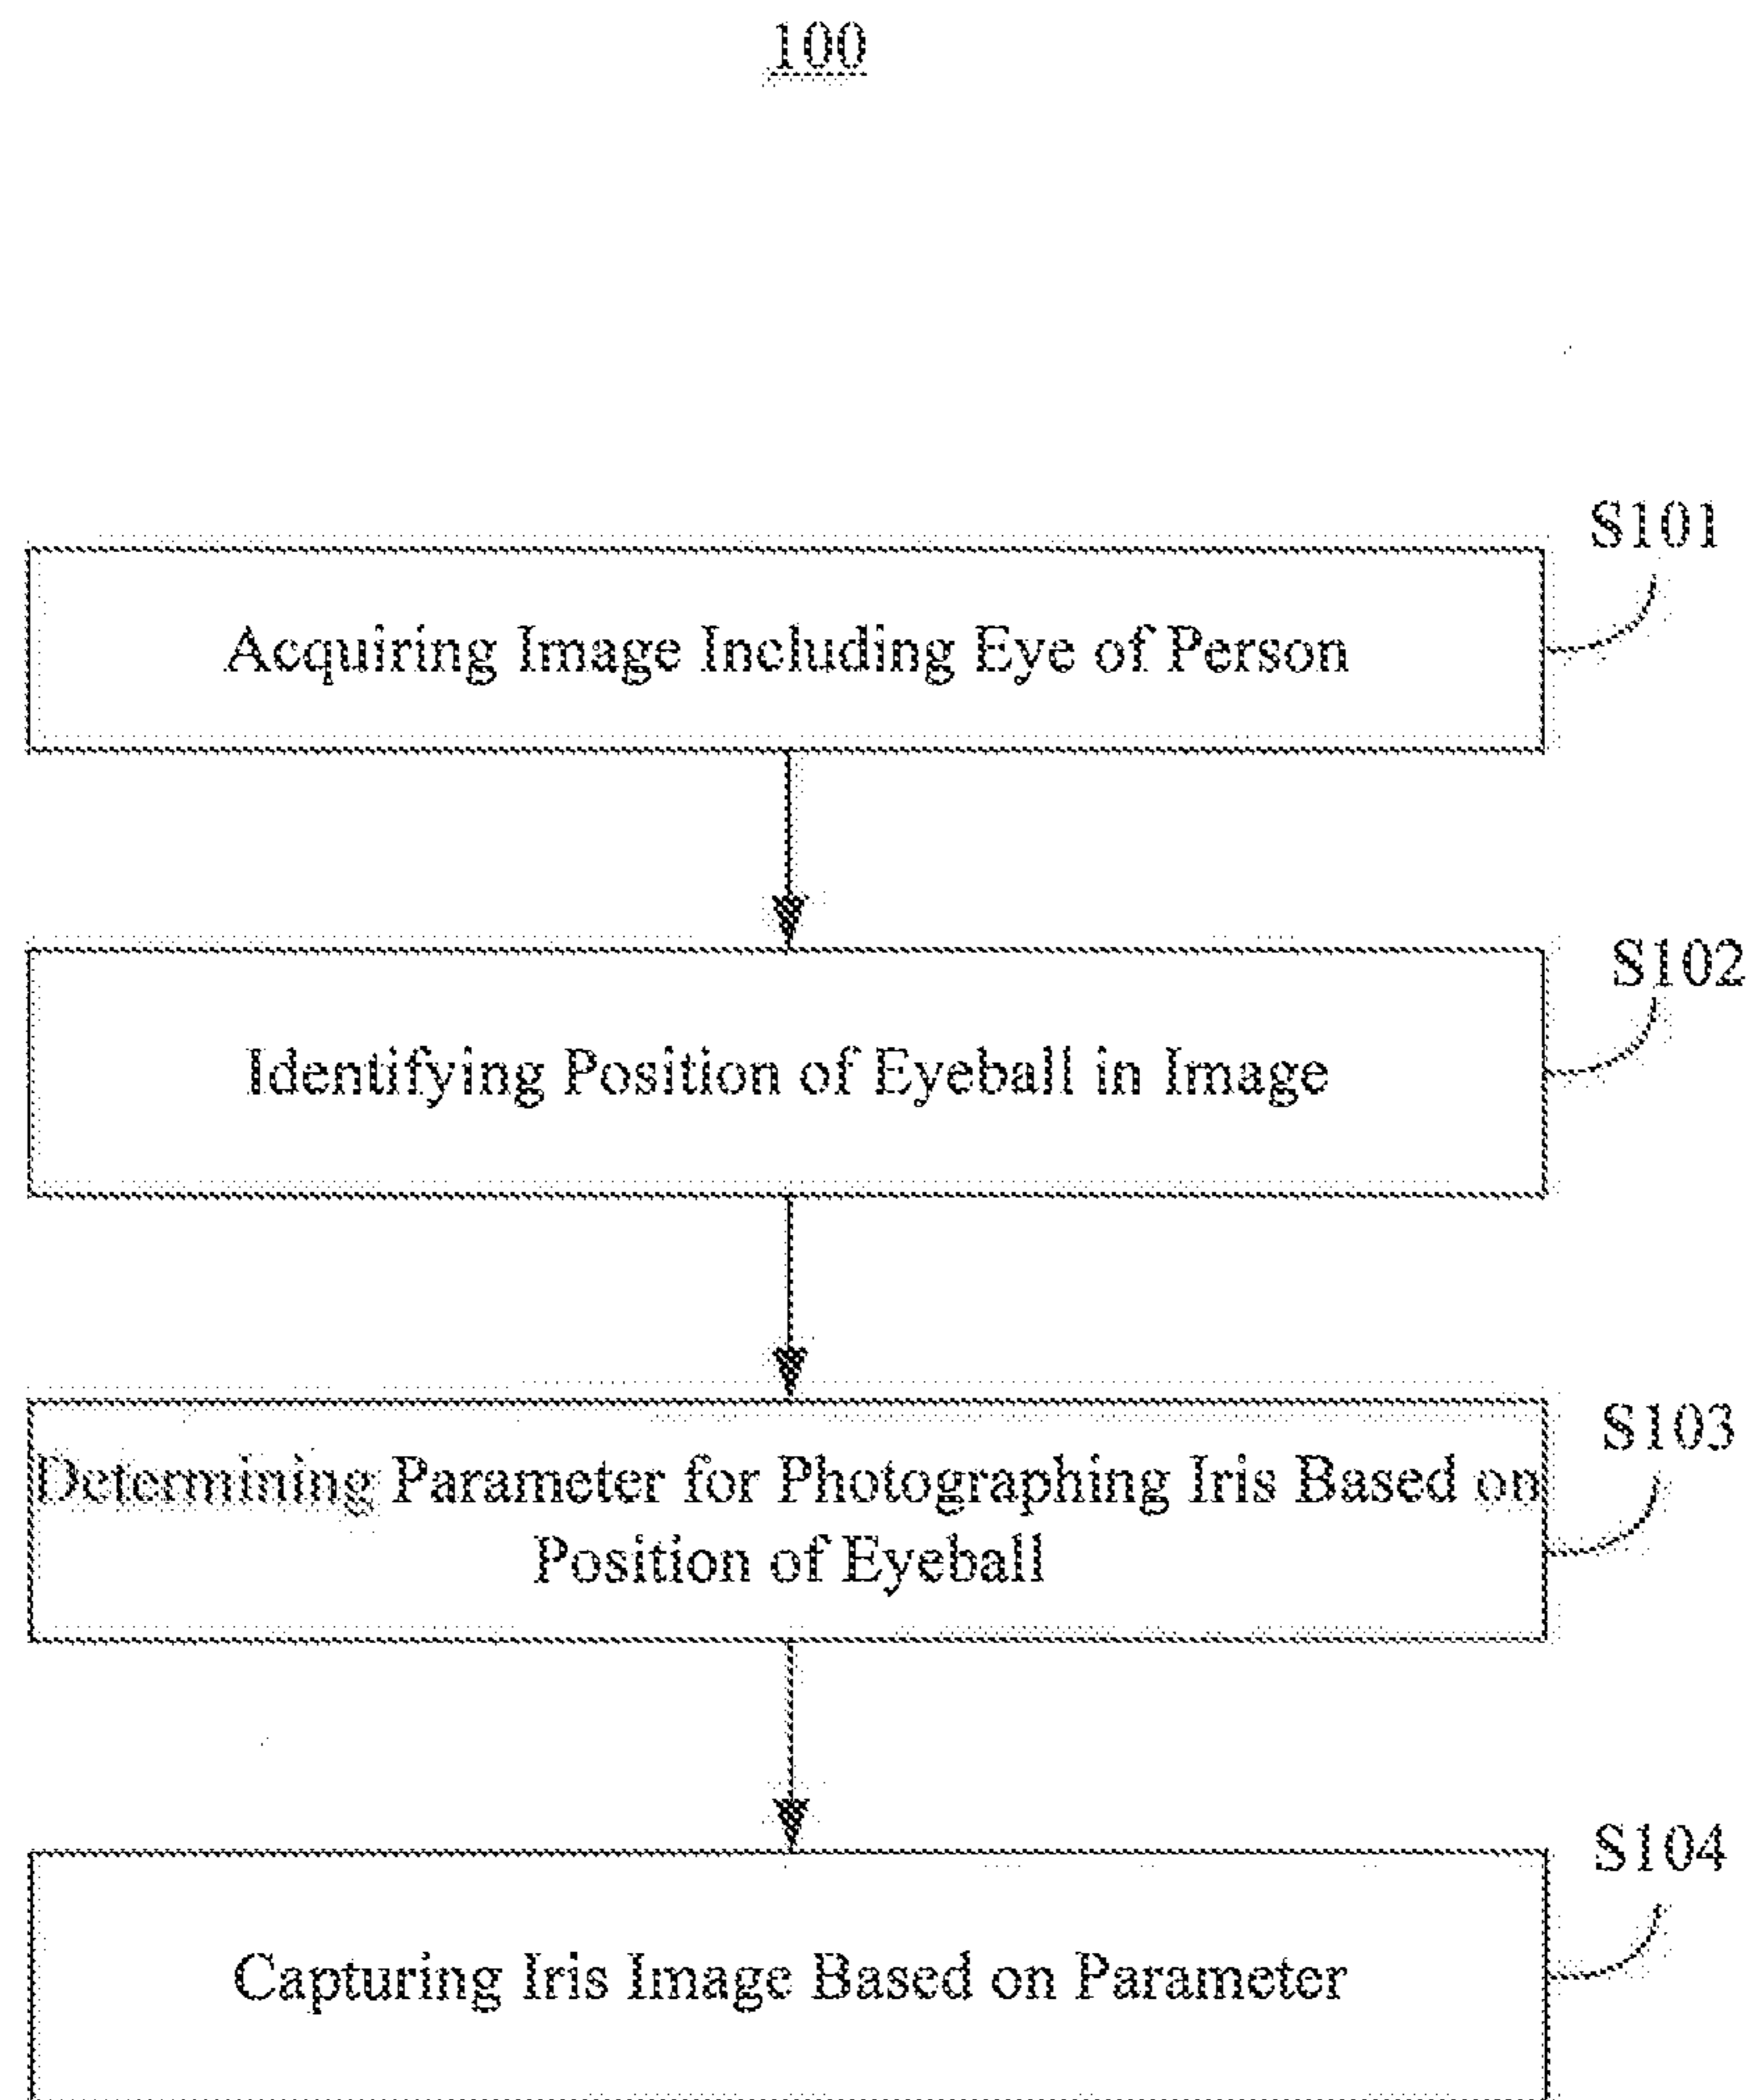 100
S101
Acquiring Image Including Eye of Person
S102
Identifying Position of Eyeball in Image
S103
Determining Parameter for Photographing Iris Based on
Position of Eyeball
S104
Capturing Iris Image Based on Parameter